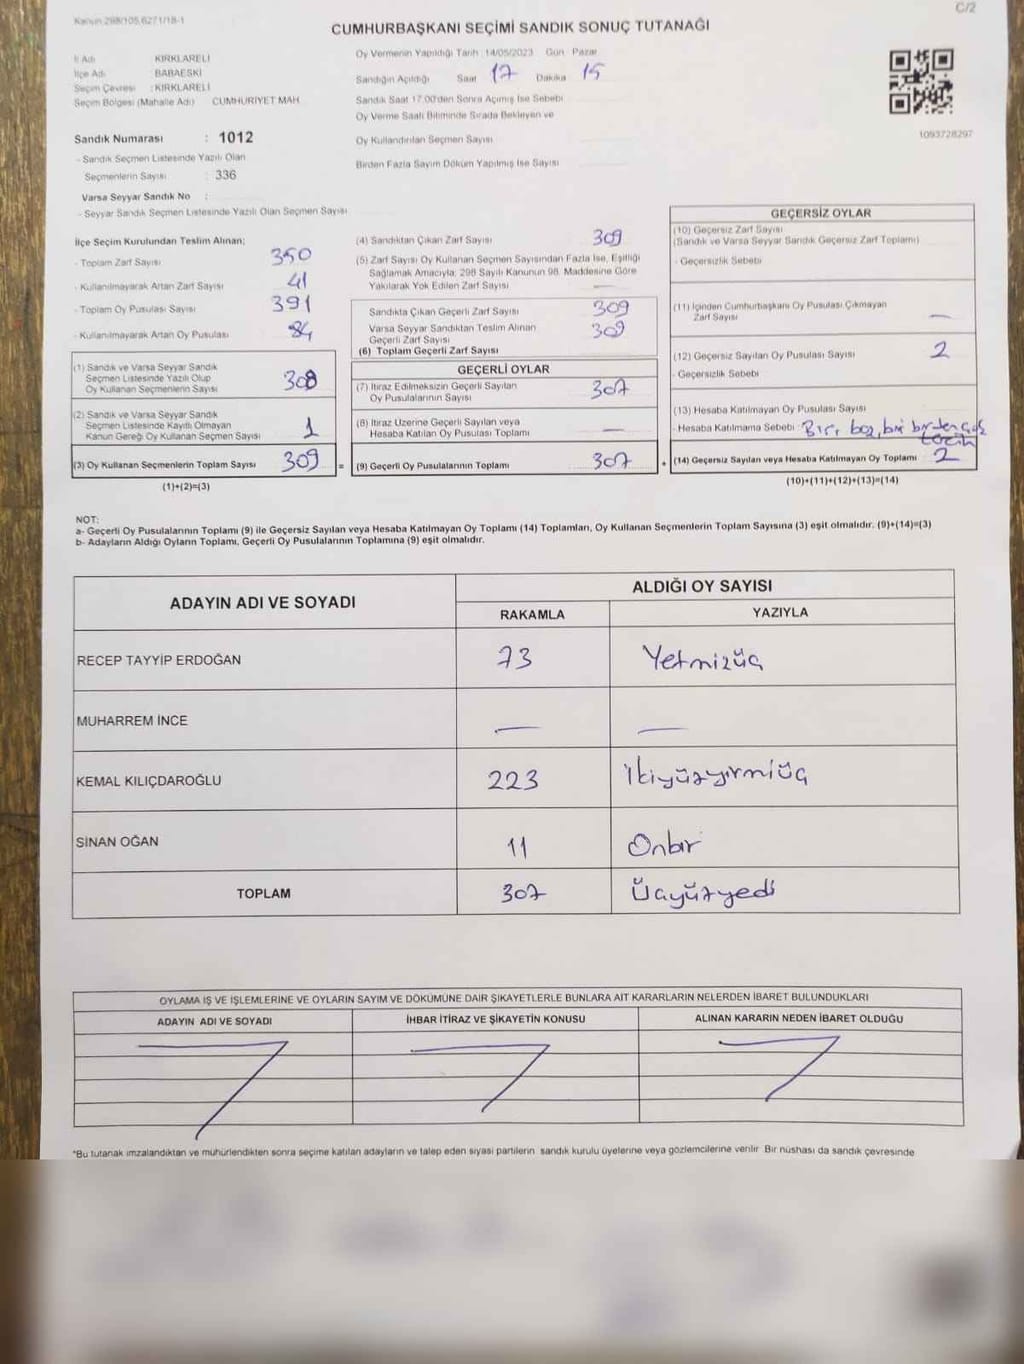 Kanun 298/105,6271/18-1
C/2
CUMHURBAŞKANI SEÇİMİ SANDIK SONUÇ TUTANAĞI
İl Adı KIRKLARELİ
İlçe Adı BABAESKİ
Seçim Çevresi : KIRKLARELİ
Seçim Bölgesi (Mahalle Adı) CUMHURİYET MAH.
Sandık Numarası : 1012
- Sandık Seçmen Listesinde Yazılı Olan
Seçmenlerin Sayısı : 336
Varsa Seyyar Sandık No :
- Seyyar Sandık Seçmen Listesinde Yazılı Olan Seçmen Sayısı
Oy Vermenin Yapıldığı Tarih 14/05/2023 Gün Pazar
Sandığın Açıldığı Saat 17 Dakika 15
Sandık Saat 17.00'den Sonra Açımış İse Sebebi
Oy Verme Saati Bitiminde Sırada Bekleyen ve
Oy Kullandırılan Seçmen Sayısı
Birden Fazla Sayım Döküm Yapılmış İse Sayısı
1093728297
İlçe Seçim Kurulundan Teslim Alınan;
- Toplam Zarf Sayısı 350
- Kullanılmayarak Artan Zarf Sayısı 41
- Toplam Oy Pusulası Sayısı 391
- Kullanılmayarak Artan Oy Pusulası 84
(1) Sandık ve Varsa Seyyar Sandık
Seçmen Listesinde Yazılı Olup
Oy Kullanan Seçmenlerin Sayısı 308
(2) Sandık ve Varsa Seyyar Sandık
Seçmen Listesinde Kayıtlı Olmayan
Kanun Gereği Oy Kullanan Seçmen Sayısı 1
(3) Oy Kullanan Seçmenlerin Toplam Sayısı 309 =
(1)+(2)=(3)
(4) Sandıktan Çıkan Zarf Sayısı 309
(5) Zarf Sayısı Oy Kullanan Seçmen Sayısından Fazla İse, Eşitliği
Sağlamak Amacıyla; 298 Sayılı Kanunun 98. Maddesine Göre
Yakılarak Yok Edilen Zarf Sayısı —
Sandıkta Çıkan Geçerli Zarf Sayısı 309
Varsa Seyyar Sandıktan Teslim Alınan
Geçerli Zarf Sayısı 309
(6) Toplam Geçerli Zarf Sayısı
GEÇERLİ OYLAR
(7) İtiraz Edilmeksizin Geçerli Sayılan
Oy Pusulalarının Sayısı 307
(8) İtiraz Üzerine Geçerli Sayılan veya
Hesaba Katılan Oy Pusulası Toplamı —
(9) Geçerli Oy Pusulalarının Toplamı 307 +
GEÇERSİZ OYLAR
(10) Geçersiz Zarf Sayısı
(Sandık ve Varsa Seyyar Sandık Geçersiz Zarf Toplamı)
- Geçersizlik Sebebi
(11) İçinden Cumhurbaşkanı Oy Pusulası Çıkmayan
Zarf Sayısı —
(12) Geçersiz Sayılan Oy Pusulası Sayısı 2
- Geçersizlik Sebebi
(13) Hesaba Katılmayan Oy Pusulası Sayısı
- Hesaba Katılmama Sebebi Biri boş, biri birden çok
tercih
(14) Geçersiz Sayılan veya Hesaba Katılmayan Oy Toplamı 2
(10)+(11)+(12)+(13)=(14)
NOT:
a- Geçerli Oy Pusulalarının Toplamı (9) ile Geçersiz Sayılan veya Hesaba Katılmayan Oy Toplamı (14) Toplamları, Oy Kullanan Seçmenlerin Toplam Sayısına (3) eşit olmalıdır. (9)+(14)=(3)
b- Adayların Aldığı Oyların Toplamı, Geçerli Oy Pusulalarının Toplamına (9) eşit olmalıdır.
ADAYIN ADI VE SOYADI
ALDIĞI OY SAYISI
RAKAMLA YAZIYLA
RECEP TAYYİP ERDOĞAN 73 Yetmizüç
MUHARREM İNCE — —
KEMAL KILIÇDAROĞLU 223 İkiyüzyirmiüç
SİNAN OĞAN 11 Onbir
TOPLAM 307 Üçyüzyedi
OYLAMA İŞ VE İŞLEMLERİNE VE OYLARIN SAYIM VE DÖKÜMÜNE DAİR ŞİKAYETLERLE BUNLARA AİT KARARLARIN NELERDEN İBARET BULUNDUKLARI
ADAYIN ADI VE SOYADI İHBAR İTİRAZ VE ŞİKAYETİN KONUSU ALINAN KARARIN NEDEN İBARET OLDUĞU
*Bu tutanak imzalandıktan ve mühürlendikten sonra seçime katılan adayların ve talep eden siyasi partilerin sandık kurulu üyelerine veya gözlemcilerine verilir. Bir nüshası da sandık çevresinde